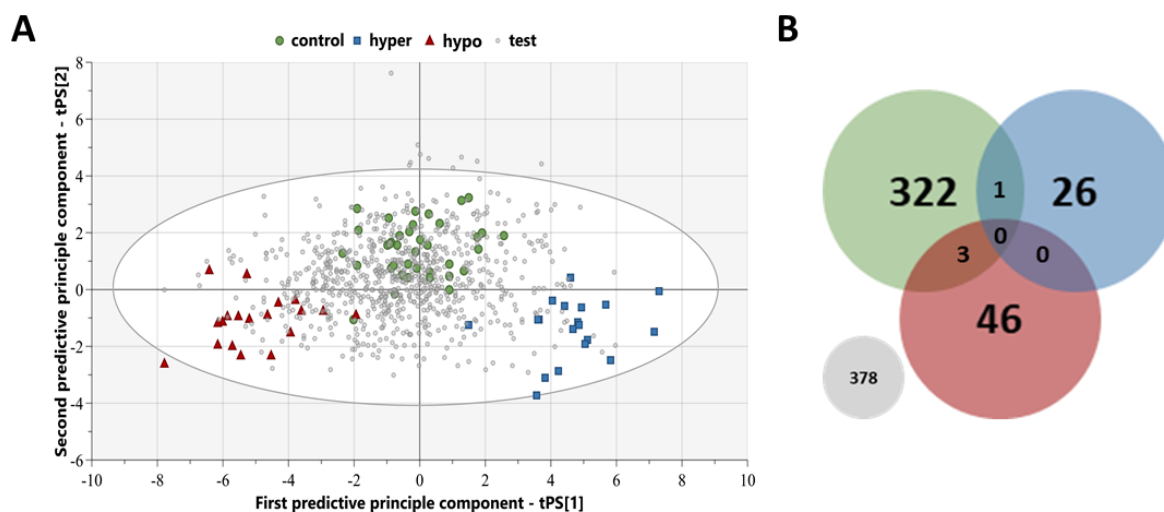 A
B
control hyper hypo test
Second predictive principle component - tPS[2]
8
6
4
2
0
-2
-4
-6
-10 -8 -6 -4 -2 0 2 4 6 8 10
First predictive principle component - tPS[1]
322 1 26
0
3 0
46
378